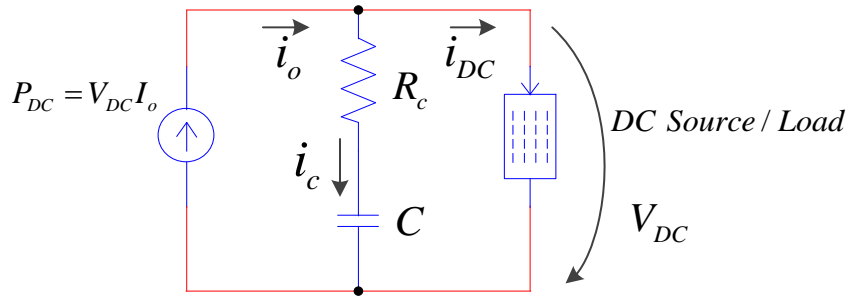 i_o
i_DC
P_DC = V_DC I_o
R_c
DC Source / Load
i_c
C
V_DC